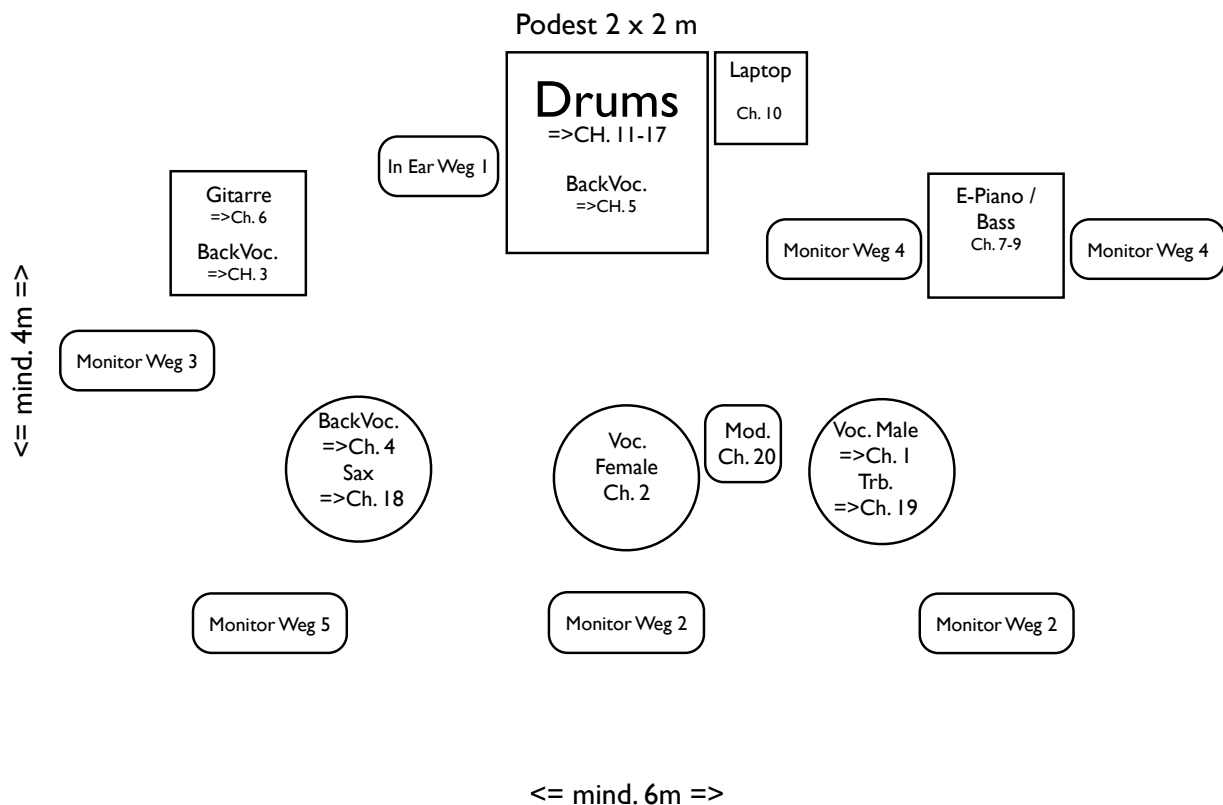 Podest 2 x 2 m
Drums
=>CH. 11-17
BackVoc.
=>CH. 5
Laptop
Ch. 10
In Ear Weg 1
Gitarre
=>Ch. 6
BackVoc.
=>CH. 3
E-Piano /
Bass
Ch. 7-9
Monitor Weg 4
Monitor Weg 4
<= mind. 4m =>
Monitor Weg 3
BackVoc.
=>Ch. 4
Sax
=>Ch. 18
Voc.
Female
Ch. 2
Mod.
Ch. 20
Voc. Male
=>Ch. 1
Trb.
=>Ch. 19
Monitor Weg 5
Monitor Weg 2
Monitor Weg 2
<= mind. 6m =>